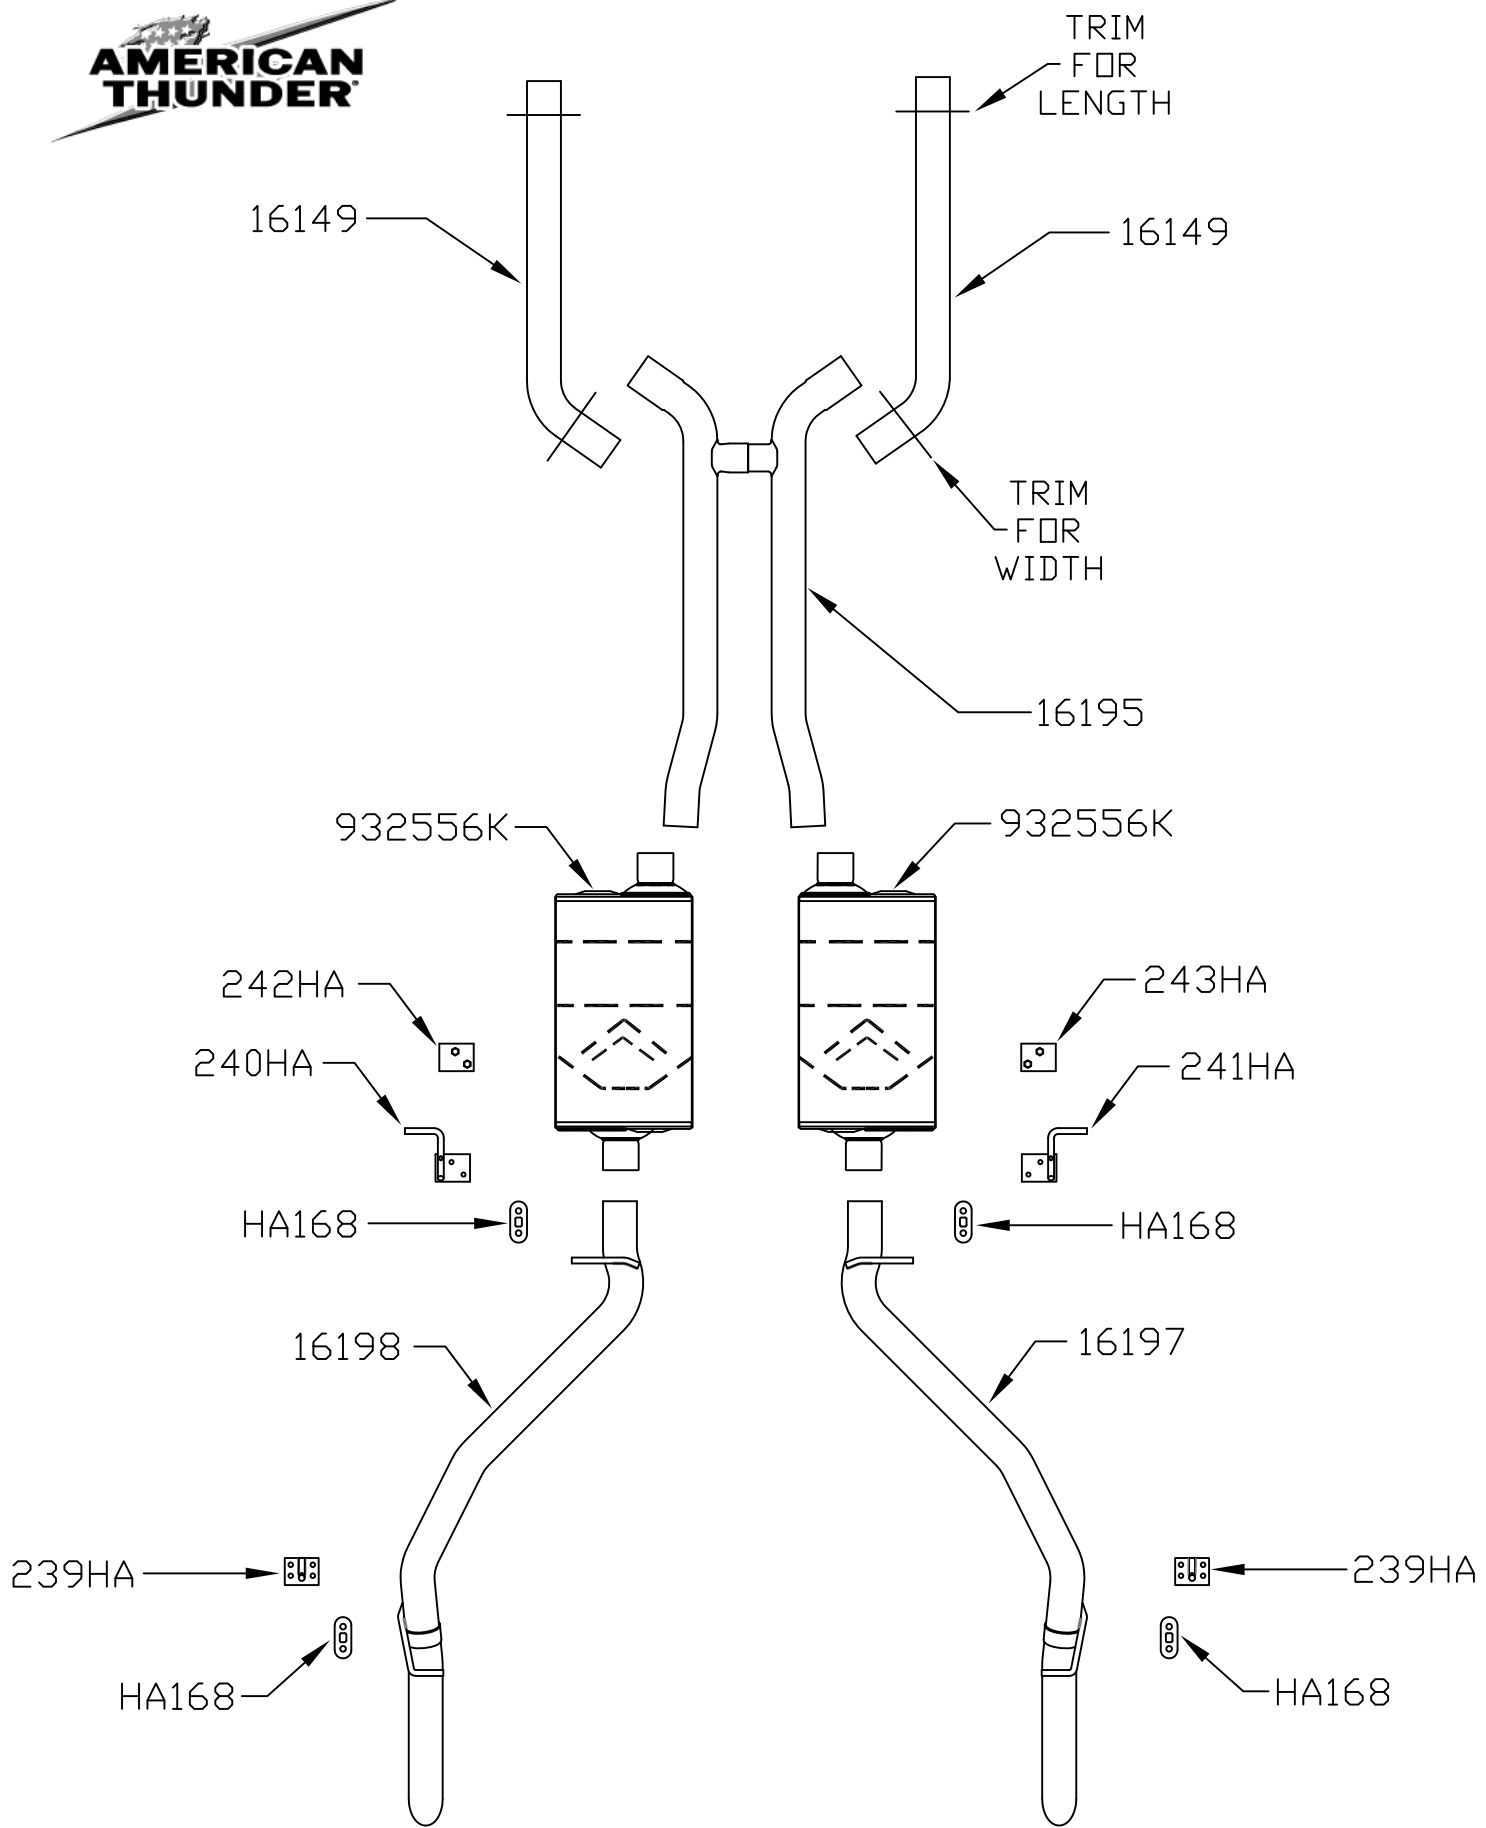 AMERICAN
THUNDER®
TRIM
FOR
LENGTH
16149
16149
TRIM
FOR
WIDTH
16195
932556K
932556K
242HA
243HA
240HA
241HA
HA168
HA168
16198
16197
239HA
239HA
HA168
HA168